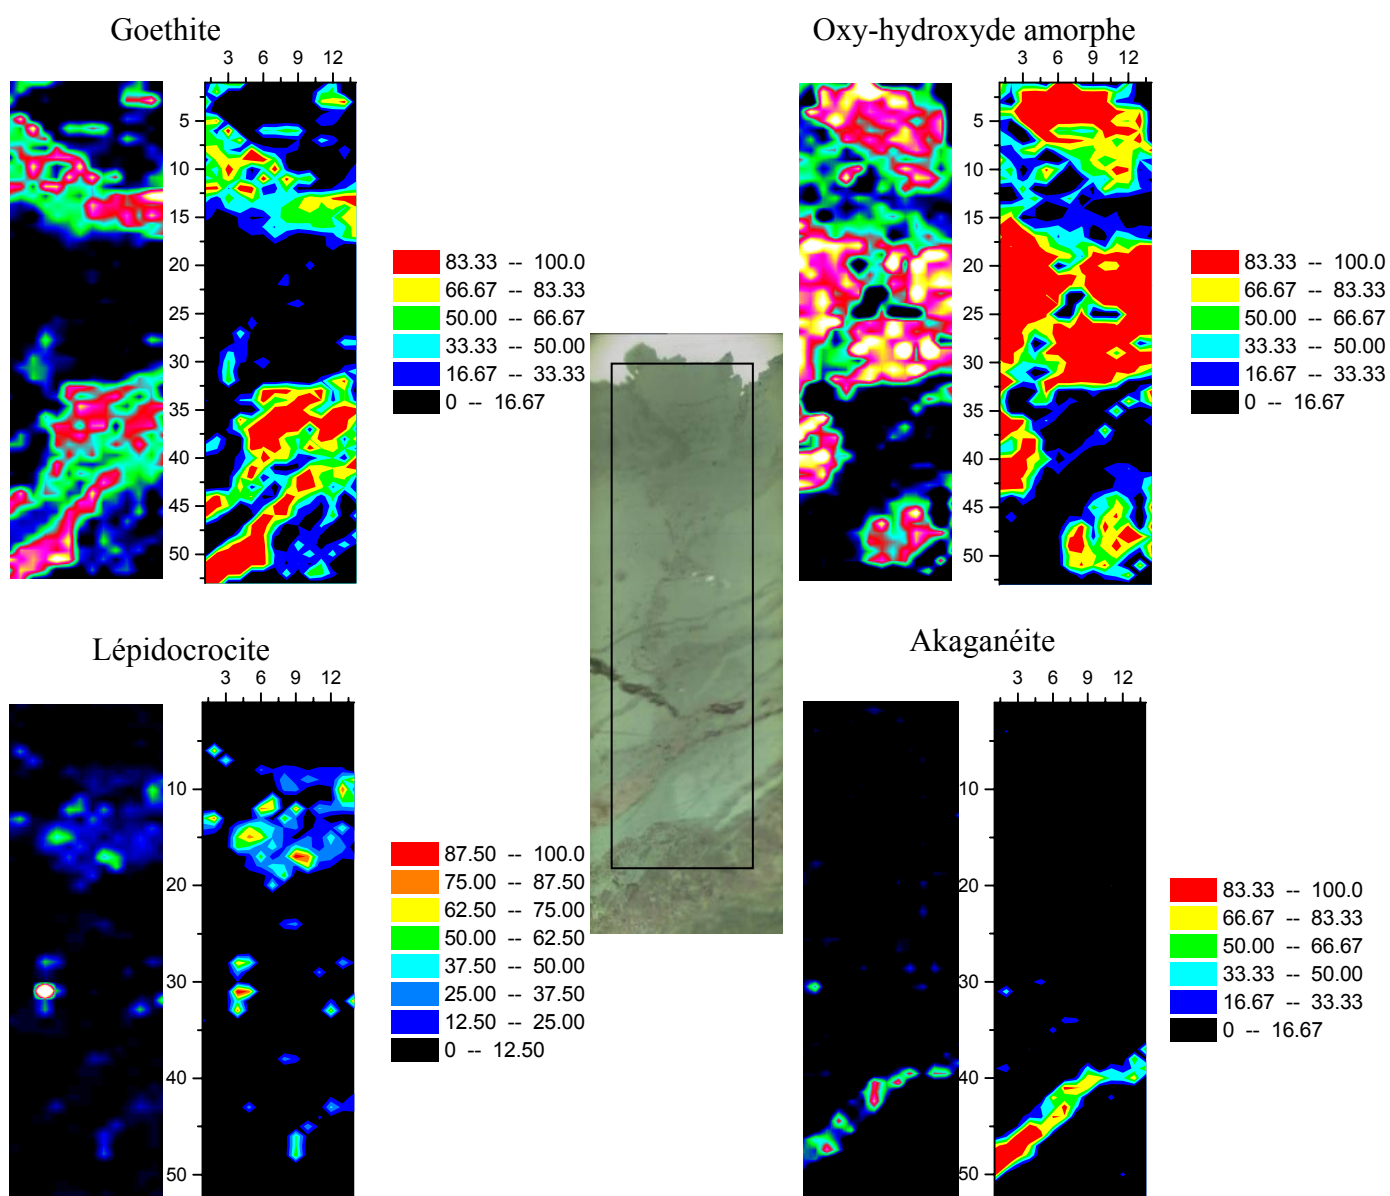 Goethite
3 6 9 12
5
10
15
20
25
30
35
40
45
50
83.33 -- 100.0
66.67 -- 83.33
50.00 -- 66.67
33.33 -- 50.00
16.67 -- 33.33
0 -- 16.67
Oxy-hydroxyde amorphe
3 6 9 12
5
10
15
20
25
30
35
40
45
50
83.33 -- 100.0
66.67 -- 83.33
50.00 -- 66.67
33.33 -- 50.00
16.67 -- 33.33
0 -- 16.67
Lépidocrocite
3 6 9 12
10
20
30
40
50
87.50 -- 100.0
75.00 -- 87.50
62.50 -- 75.00
50.00 -- 62.50
37.50 -- 50.00
25.00 -- 37.50
12.50 -- 25.00
0 -- 12.50
Akaganéite
3 6 9 12
10
20
30
40
50
83.33 -- 100.0
66.67 -- 83.33
50.00 -- 66.67
33.33 -- 50.00
16.67 -- 33.33
0 -- 16.67